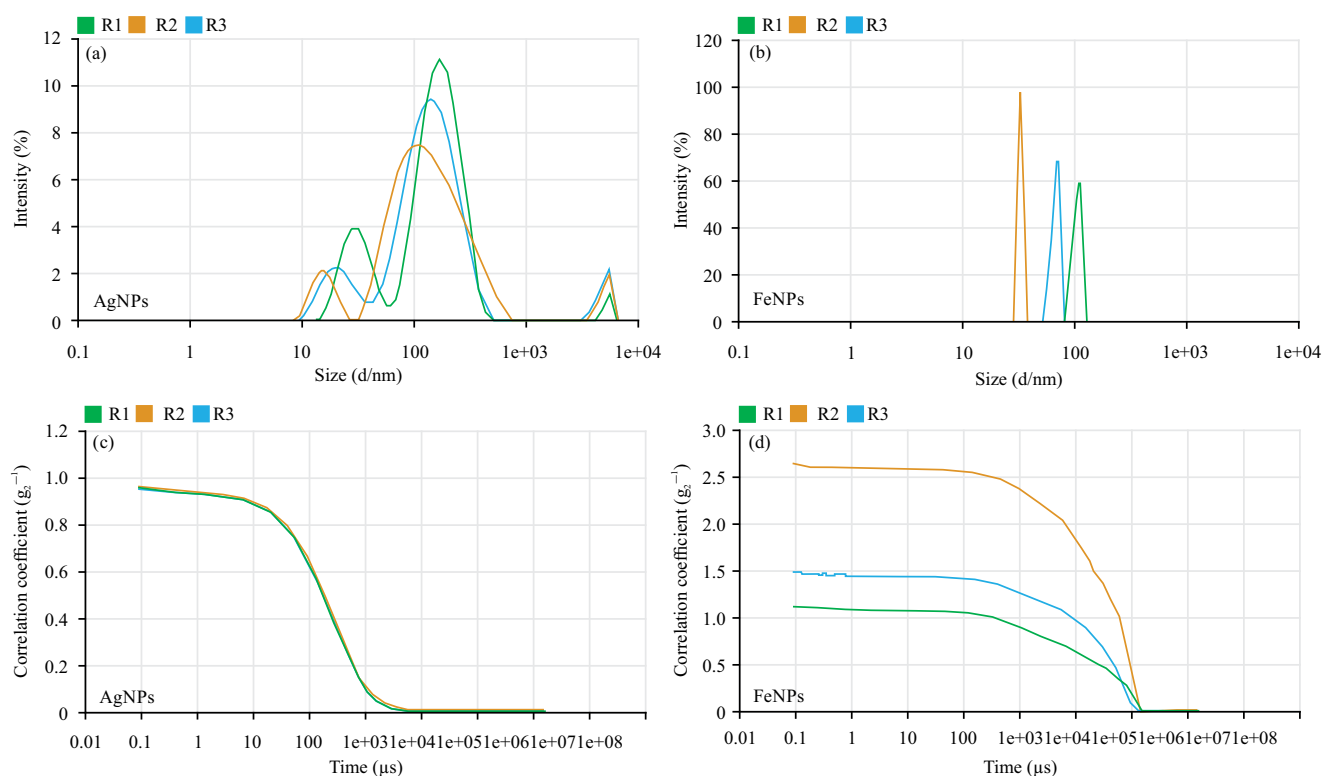 R1 R2 R3
(a)
Intensity (%)
12
10
8
6
4
2
0
AgNPs
0.1 1 10 100 1e+03 1e+04
Size (d/nm)
R1 R2 R3
(b)
Intensity (%)
120
100
80
60
40
20
0
FeNPs
0.1 1 10 100 1e+03 1e+04
Size (d/nm)
R1 R2 R3
(c)
Correlation coefficient (g₂⁻¹)
1.2
1.0
0.8
0.6
0.4
0.2
0
AgNPs
0.01 0.1 1 10 100 1e+031e+041e+051e+061e+071e+08
Time (µs)
R1 R2 R3
(d)
Correlation coefficient (g₂⁻¹)
3.0
2.5
2.0
1.5
1.0
0.5
0
FeNPs
0.01 0.1 1 10 100 1e+031e+041e+051e+061e+071e+08
Time (µs)